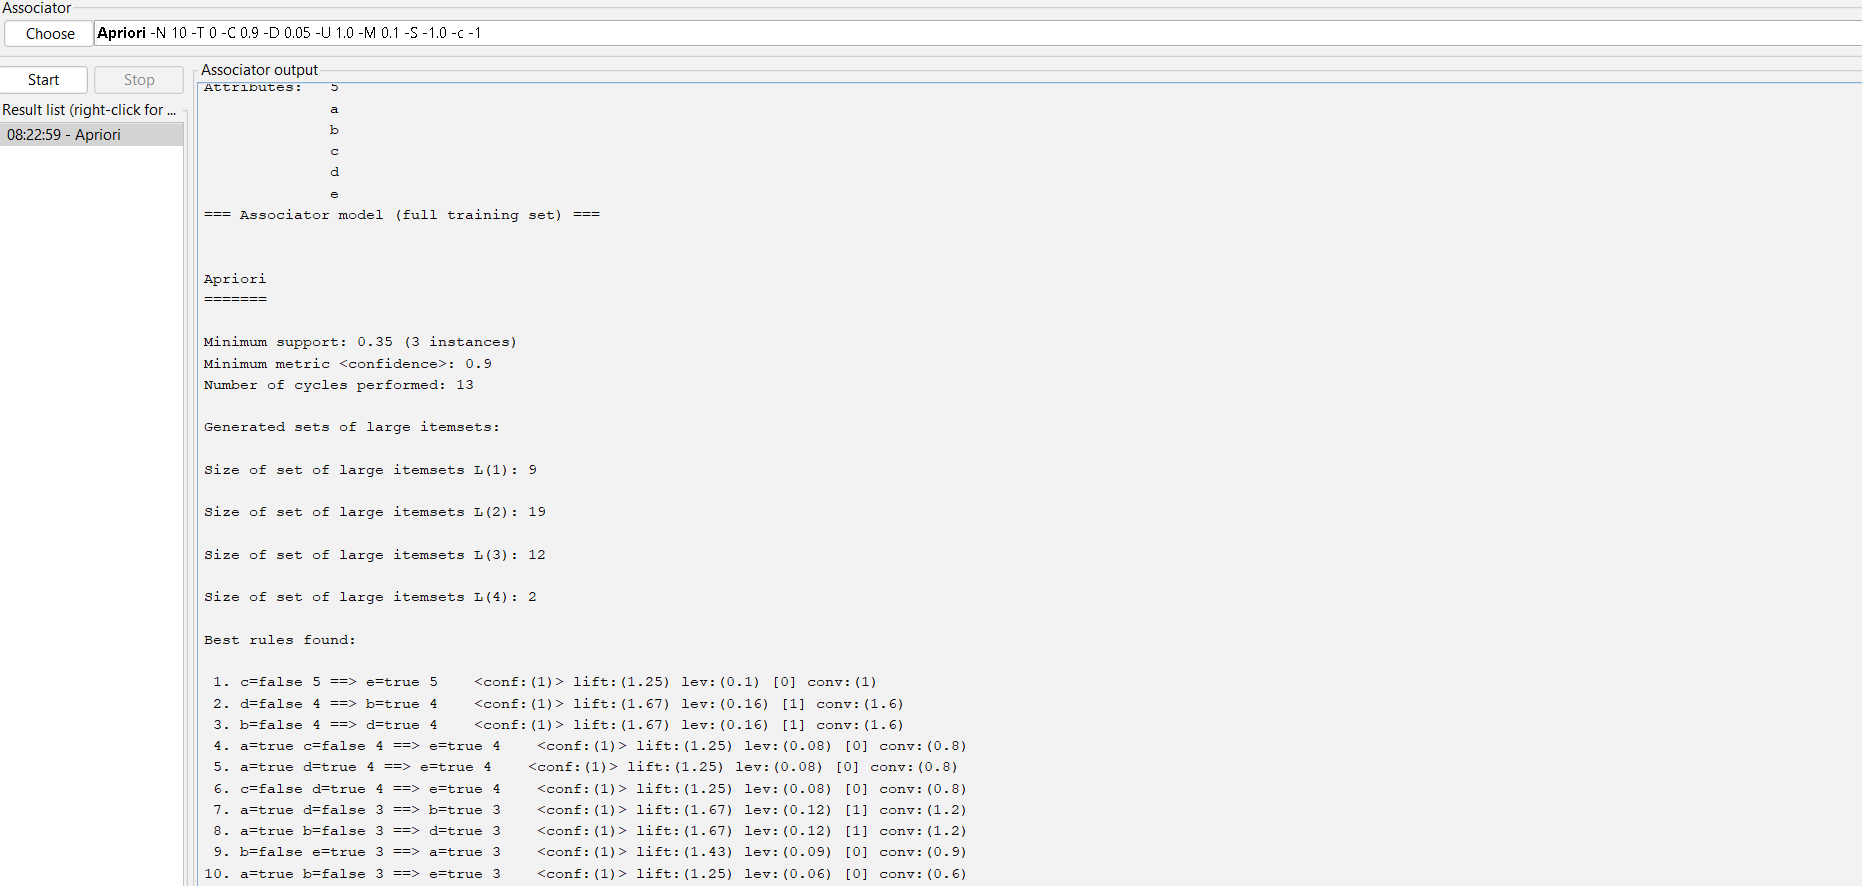 Associator
Choose Apriori -N 10 -T 0 -C 0.9 -D 0.05 -U 1.0 -M 0.1 -S -1.0 -c -1
Start Stop
Result list (right-click for ...
08:22:59 - Apriori
Associator output
Attributes: 5
a
b
c
d
e
=== Associator model (full training set) ===
Apriori
=======
Minimum support: 0.35 (3 instances)
Minimum metric <confidence>: 0.9
Number of cycles performed: 13
Generated sets of large itemsets:
Size of set of large itemsets L(1): 9
Size of set of large itemsets L(2): 19
Size of set of large itemsets L(3): 12
Size of set of large itemsets L(4): 2
Best rules found:
1. c=false 5 ==> e=true 5 <conf:(1)> lift:(1.25) lev:(0.1) [0] conv:(1)
2. d=false 4 ==> b=true 4 <conf:(1)> lift:(1.67) lev:(0.16) [1] conv:(1.6)
3. b=false 4 ==> d=true 4 <conf:(1)> lift:(1.67) lev:(0.16) [1] conv:(1.6)
4. a=true c=false 4 ==> e=true 4 <conf:(1)> lift:(1.25) lev:(0.08) [0] conv:(0.8)
5. a=true d=true 4 ==> e=true 4 <conf:(1)> lift:(1.25) lev:(0.08) [0] conv:(0.8)
6. c=false d=true 4 ==> e=true 4 <conf:(1)> lift:(1.25) lev:(0.08) [0] conv:(0.8)
7. a=true d=false 3 ==> b=true 3 <conf:(1)> lift:(1.67) lev:(0.12) [1] conv:(1.2)
8. a=true b=false 3 ==> d=true 3 <conf:(1)> lift:(1.67) lev:(0.12) [1] conv:(1.2)
9. b=false e=true 3 ==> a=true 3 <conf:(1)> lift:(1.43) lev:(0.09) [0] conv:(0.9)
10. a=true b=false 3 ==> e=true 3 <conf:(1)> lift:(1.25) lev:(0.06) [0] conv:(0.6)